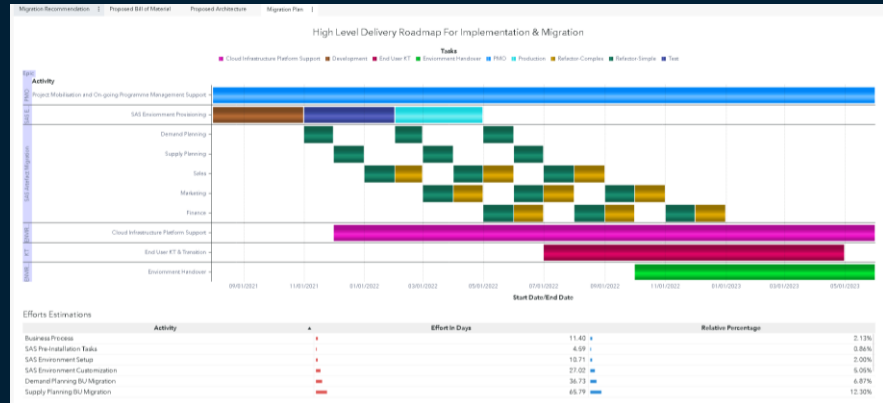 Migration Recommendation Proposed Bill of Material Proposed Architecture Migration Plan
High Level Delivery Roadmap For Implementation & Migration
Tasks
Cloud Infrastructure Platform Support Development End User KT Environment Handover PMO Production Refactor-Complex Refactor-Simple Test
Epic
Activity
PMO
Project Mobilisation and On-going Programme Management Support
SAS E...
SAS Environment Provisioning
SAS Artefact Migration
Demand Planning
Supply Planning
Sales
Marketing
Finance
Cloud Infrastructure Platform Support
KT
End User KT & Transition
Environment Handover
09/01/2021 11/01/2021 01/01/2022 03/01/2022 05/01/2022 07/01/2022 09/01/2022 11/01/2022 01/01/2023 03/01/2023 05/01/2023
Start Date/End Date
Efforts Estimations
Activity Effort In Days Relative Percentage
Business Process 11.40 2.13%
SAS Pre-Installation Tasks 4.59 0.86%
SAS Environment Setup 10.71 2.00%
SAS Environment Customization 27.02 5.05%
Demand Planning BU Migration 36.73 6.87%
Supply Planning BU Migration 65.79 12.30%